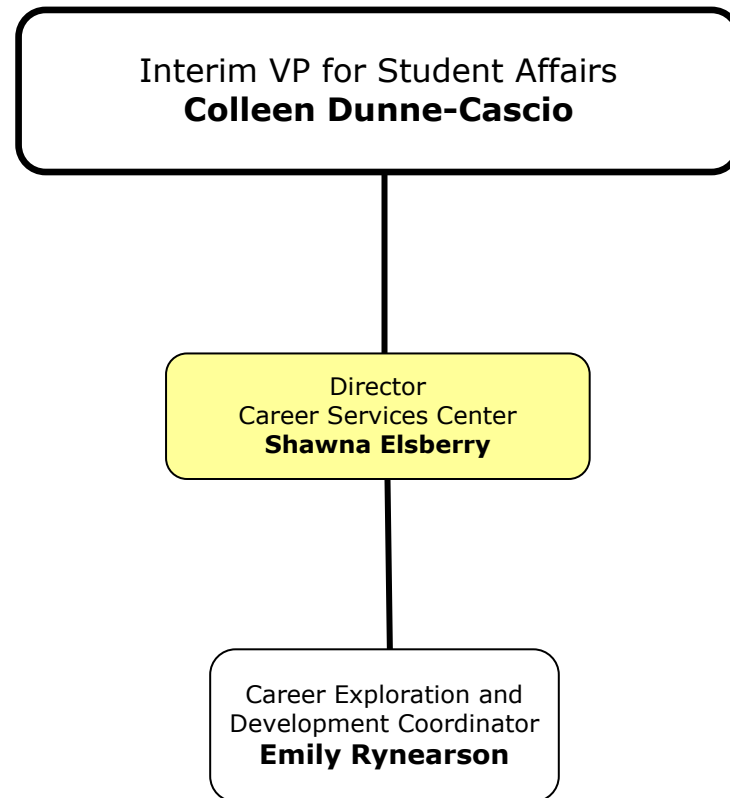 Interim VP for Student Affairs
Colleen Dunne-Cascio
Director
Career Services Center
Shawna Elsberry
Career Exploration and
Development Coordinator
Emily Rynearson